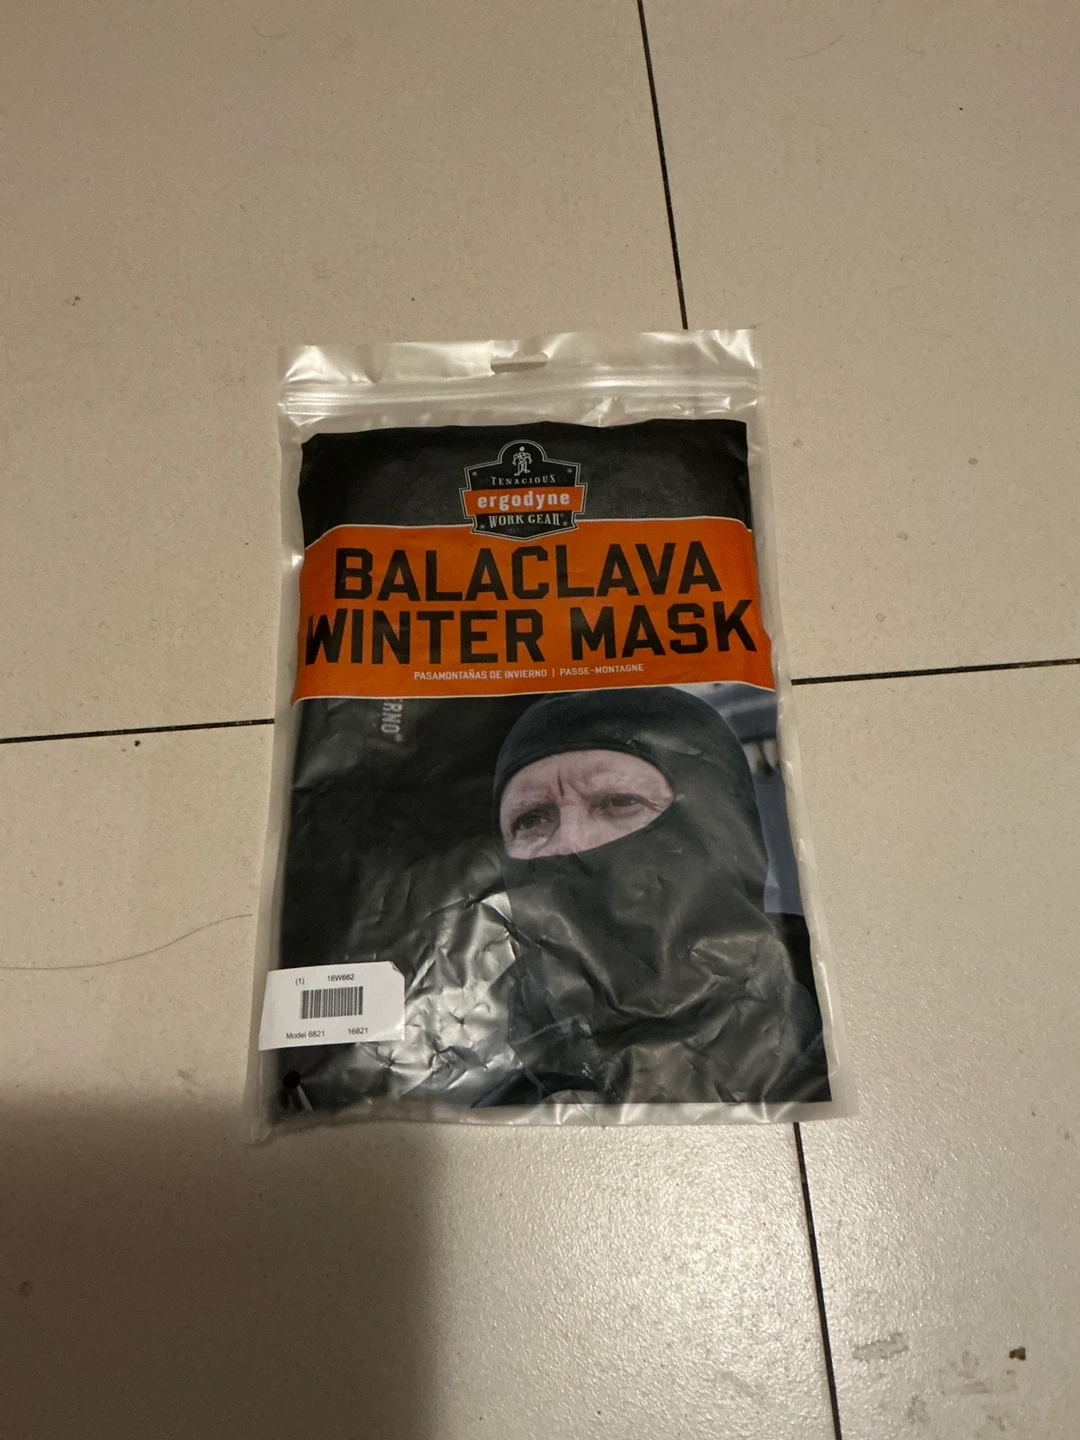 TENACIOUS
ergodyne
WORK GEAR
BALACLAVA
WINTER MASK
PASAMONTAÑAS DE INVIERNO | PASSE-MONTAGNE
(1) 16W662
Model 6821 16821